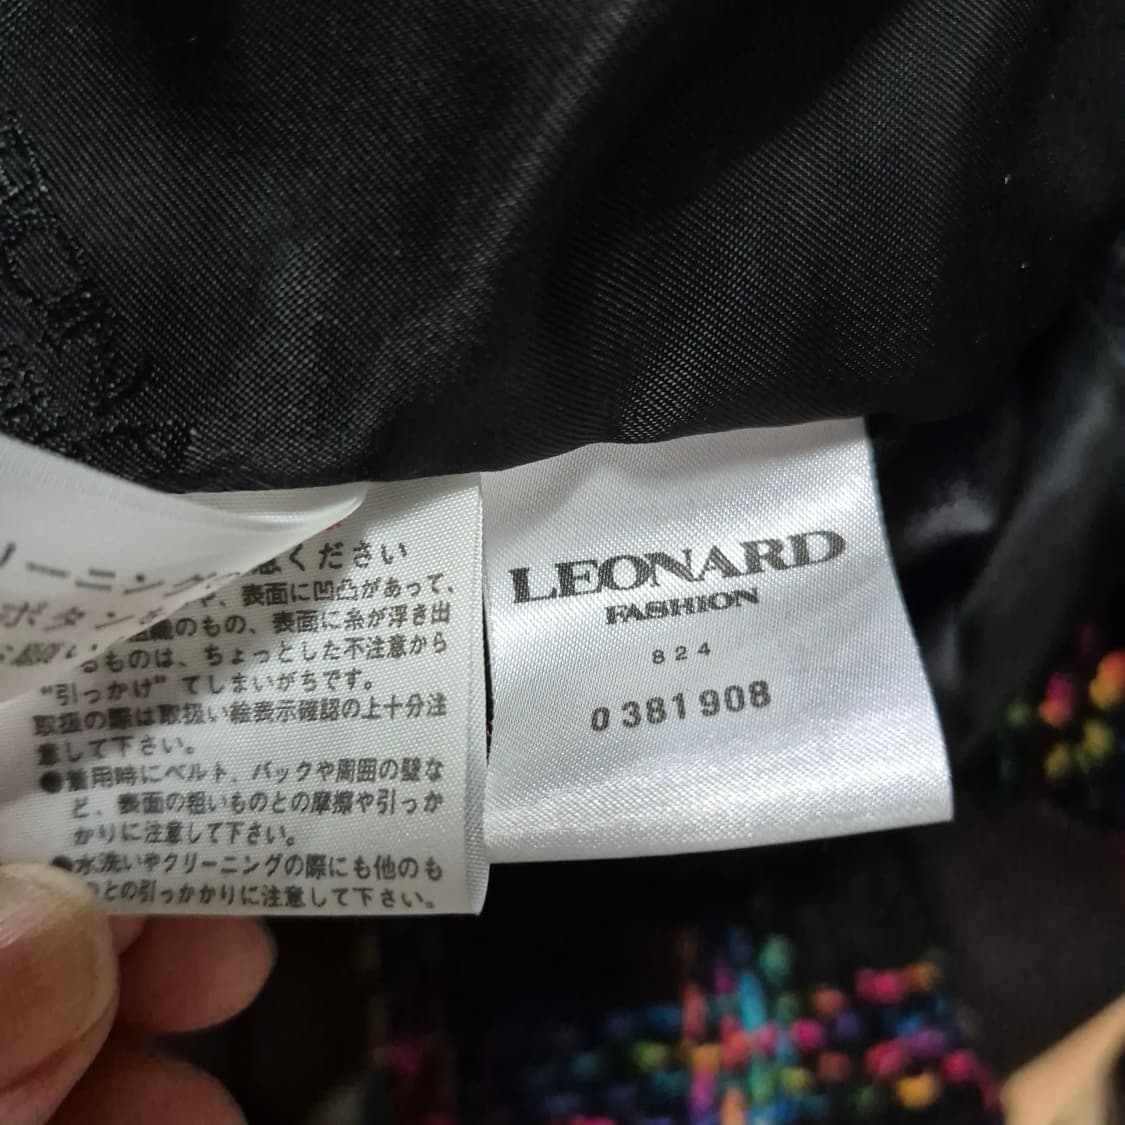 リーニング
ボタン
ください
や、表面に凹凸があって、
のもの、表面に糸が浮き出
るものは、ちょっとした不注意から
“引っかけ”てしまいがちです。
取扱の際は取扱い絵表示確認の上十分注
意して下さい。
●着用時にベルト、バックや周囲の壁な
ど、表面の粗いものとの摩擦や引っか
かりに注意して下さい。
●水洗いやクリーニングの際にも他のも
のとの引っかかりに注意して下さい。
LEONARD
FASHION
824
0381908